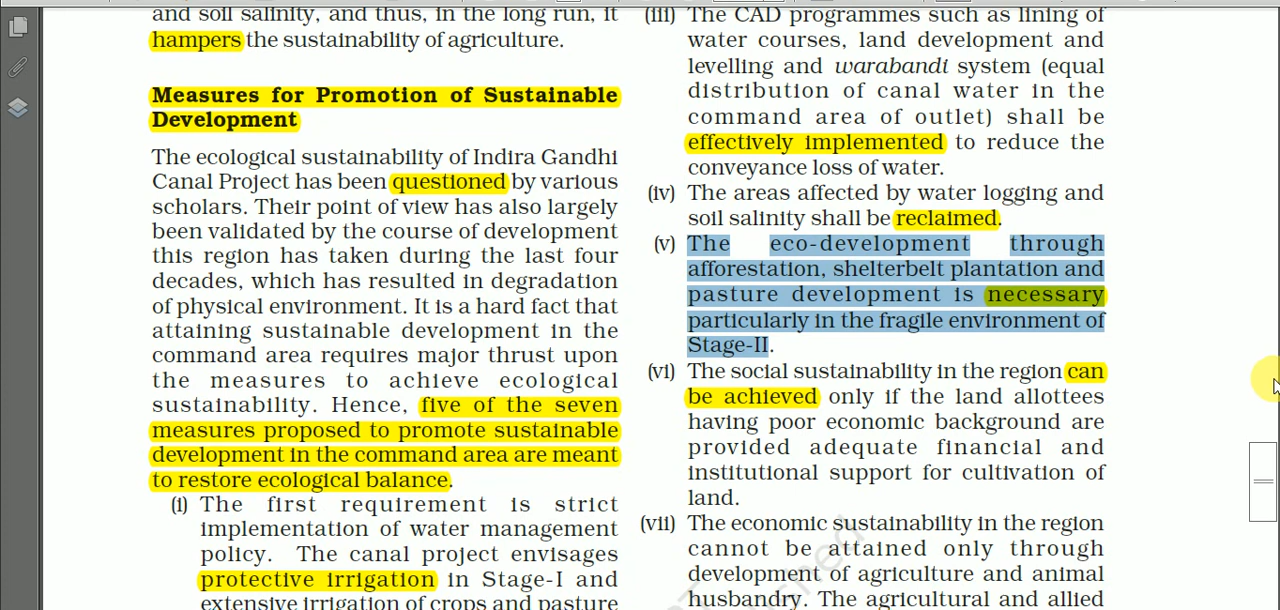 and soil salinity, and thus, in the long run, it
hampers the sustainability of agriculture.
Measures for Promotion of Sustainable
Development
The ecological sustainability of Indira Gandhi
Canal Project has been questioned by various
scholars. Their point of view has also largely
been validated by the course of development
this region has taken during the last four
decades, which has resulted in degradation
of physical environment. It is a hard fact that
attaining sustainable development in the
command area requires major thrust upon
the measures to achieve ecological
sustainability. Hence, five of the seven
measures proposed to promote sustainable
development in the command area are meant
to restore ecological balance.
(i) The first requirement is strict
implementation of water management
policy. The canal project envisages
protective irrigation in Stage-I and
extensive irrigation of crops and pasture
(iii) The CAD programmes such as lining of
water courses, land development and
levelling and warabandi system (equal
distribution of canal water in the
command area of outlet) shall be
effectively implemented to reduce the
conveyance loss of water.
(iv) The areas affected by water logging and
soil salinity shall be reclaimed.
(v) The eco-development through
afforestation, shelterbelt plantation and
pasture development is necessary
particularly in the fragile environment of
Stage-II.
(vi) The social sustainability in the region can
be achieved only if the land allottees
having poor economic background are
provided adequate financial and
institutional support for cultivation of
land.
(vii) The economic sustainability in the region
cannot be attained only through
development of agriculture and animal
husbandry. The agricultural and allied